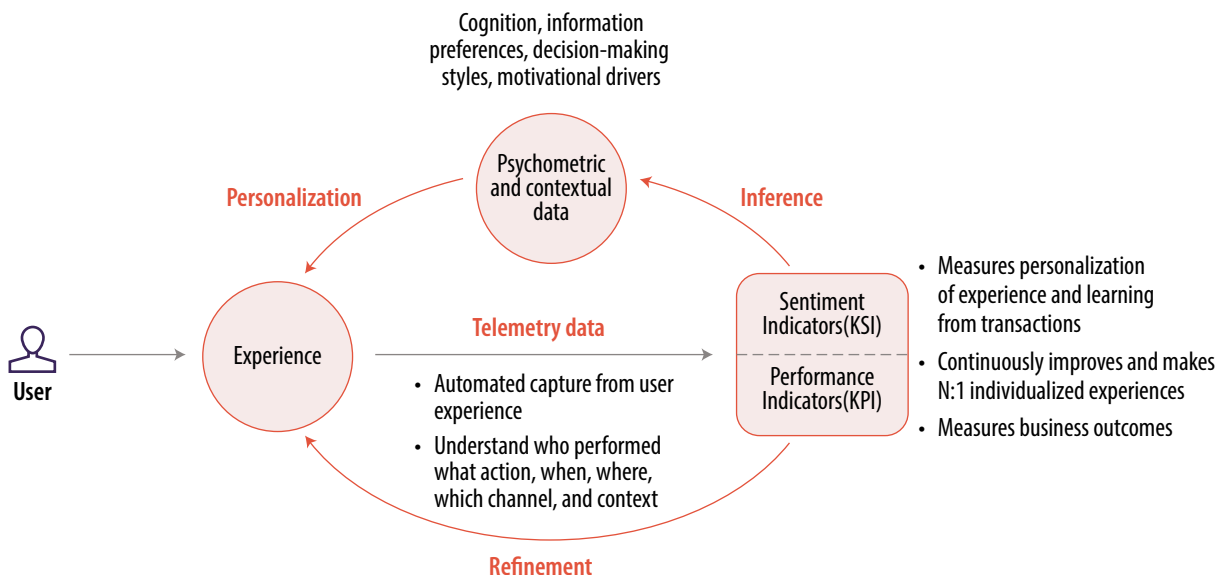 Cognition, information
preferences, decision-making
styles, motivational drivers
Psychometric
and contextual
data
Personalization
Inference
User
Experience
Telemetry data
• Automated capture from user
experience
• Understand who performed
what action, when, where,
which channel, and context
Sentiment
Indicators(KSI)
Performance
Indicators(KPI)
• Measures personalization
of experience and learning
from transactions
• Continuously improves and makes
N:1 individualized experiences
• Measures business outcomes
Refinement